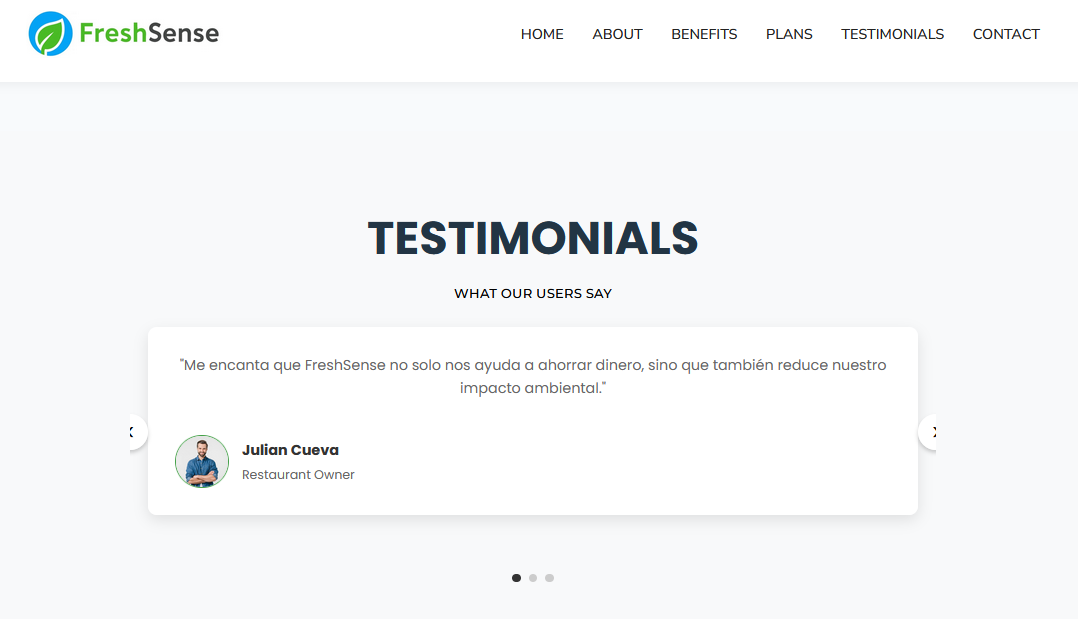 FreshSense
HOME ABOUT BENEFITS PLANS TESTIMONIALS CONTACT
TESTIMONIALS
WHAT OUR USERS SAY
"Me encanta que FreshSense no solo nos ayuda a ahorrar dinero, sino que también reduce nuestro
impacto ambiental."
Julian Cueva
Restaurant Owner